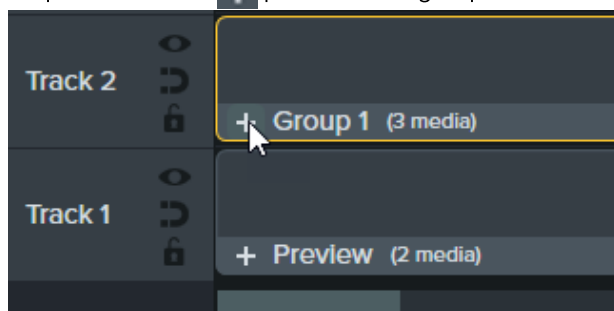 Track 2
+ Group 1 (3 media)
Track 1
+ Preview (2 media)